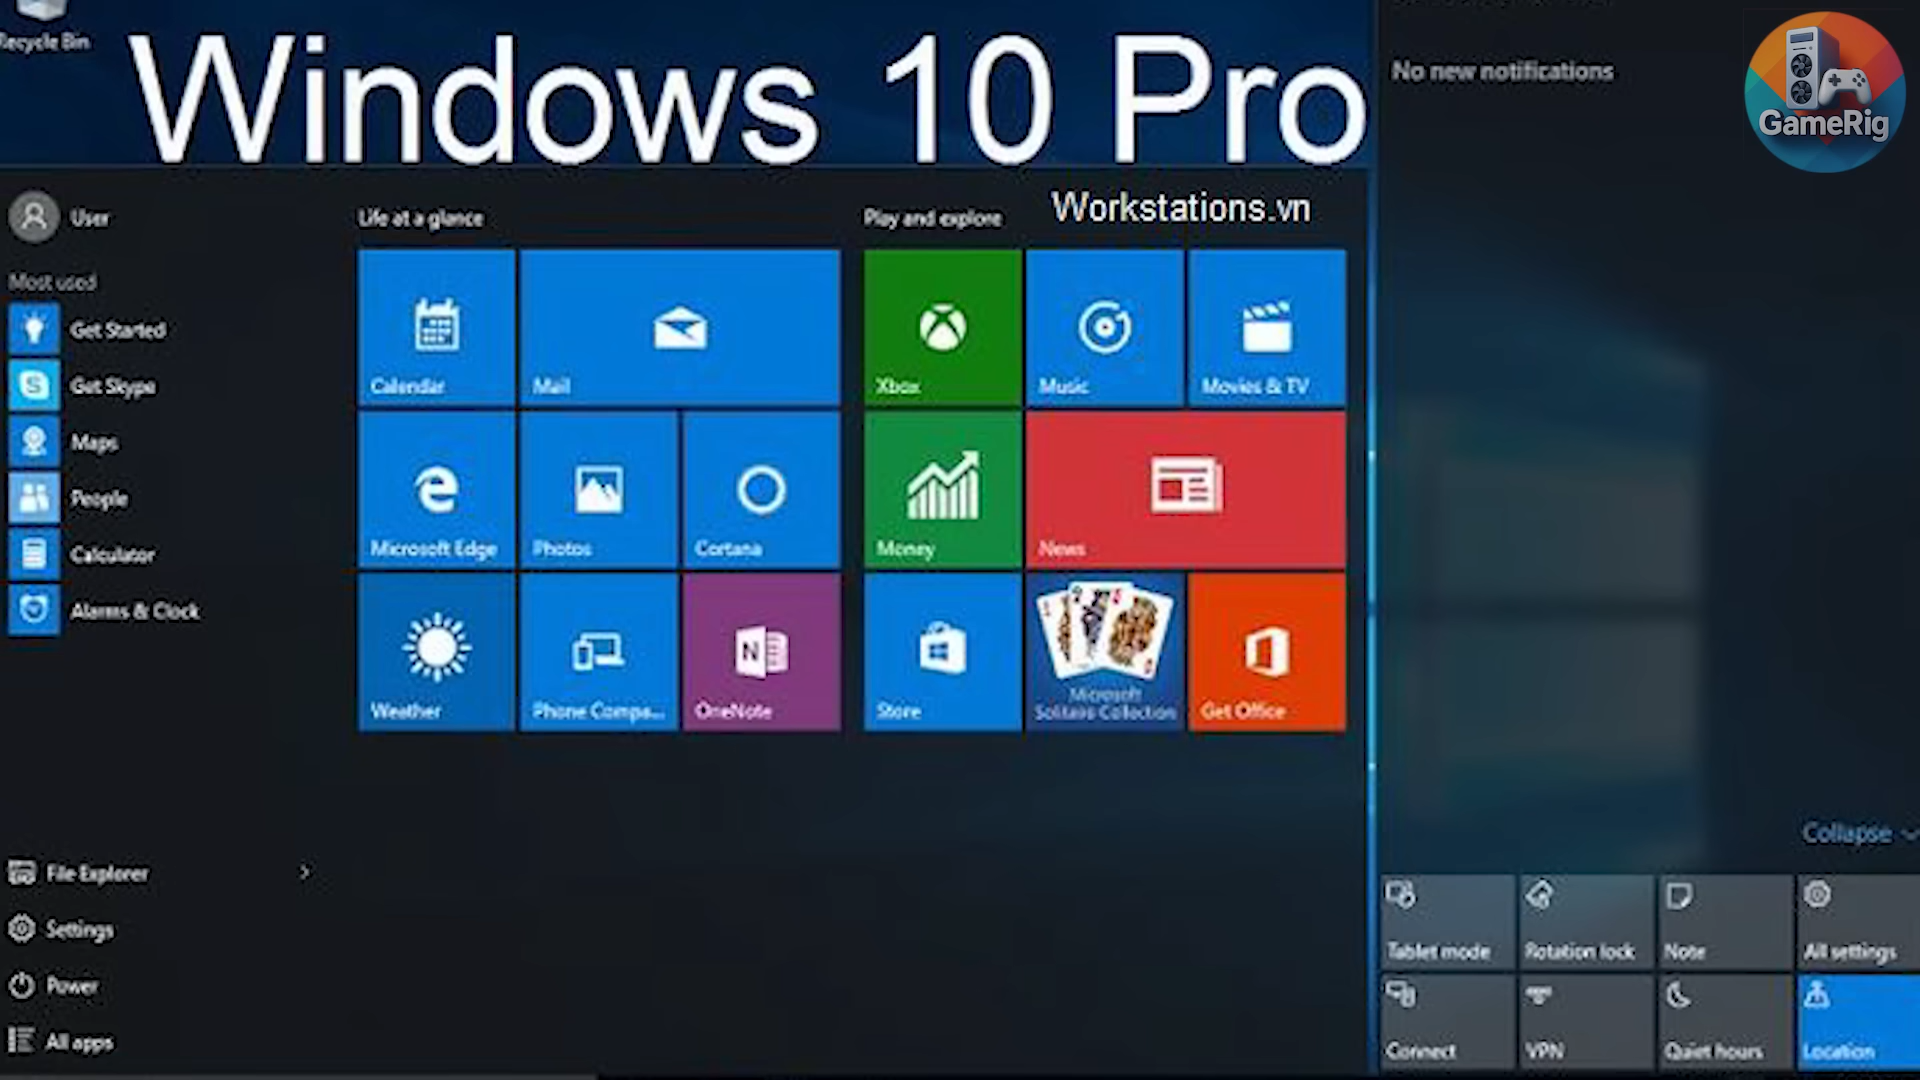 Recycle Bin
Windows 10 Pro
No new notifications
GameRig
Workstations.vn
User
Life at a glance
Play and explore
Most used
Get Started
Get Skype
Maps
People
Calculator
Alarms & Clock
Calendar
Mail
Xbox
Music
Movies & TV
Microsoft Edge
Photos
Cortana
Money
News
Weather
Phone Compa...
N
OneNote
Store
Microsoft
Solitaire Collection
Get Office
File Explorer
Settings
Power
All apps
Collapse
Tablet mode
Rotation lock
Note
All settings
Connect
VPN
Quiet hours
Location